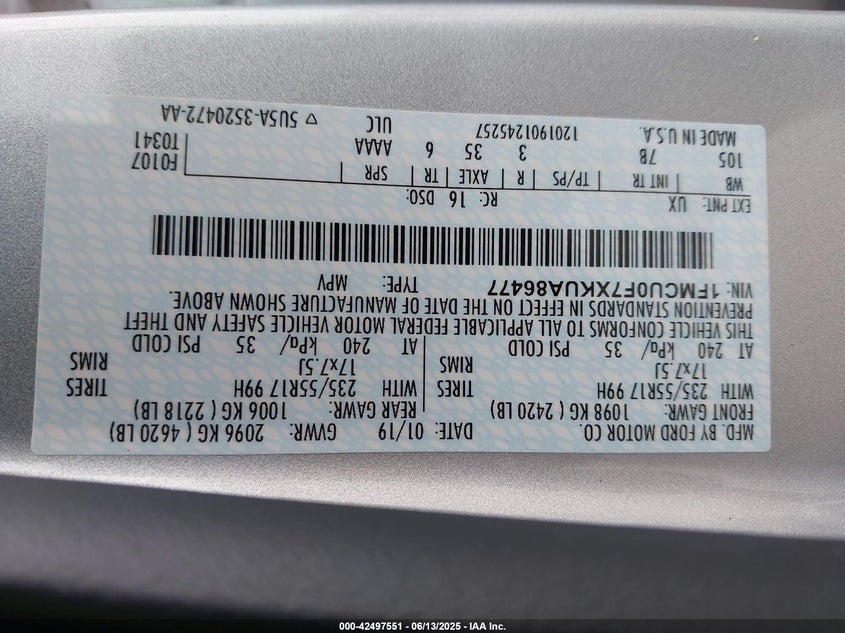 MFD. BY FORD MOTOR CO.
DATE: 01/19 GVWR: 2096 KG ( 4620 LB)
FRONT GAWR: 1098 KG ( 2420 LB) REAR GAWR: 1006 KG ( 2218 LB)
WITH 235/55R17 99H TIRES WITH 235/55R17 99H TIRES
17x7.5J RIMS 17x7.5J RIMS
AT 240 kPa/ 35 PSI COLD AT 240 kPa/ 35 PSI COLD
THIS VEHICLE CONFORMS TO ALL APPLICABLE FEDERAL MOTOR VEHICLE SAFETY AND THEFT
PREVENTION STANDARDS IN EFFECT ON THE DATE OF MANUFACTURE SHOWN ABOVE.
VIN: 1FMCU0F7XKUA86477 TYPE: MPV
EXT PNT: UX RC: 16 DSO:
WB INT TR TP/PS R AXLE TR SPR F0107
105 7B 3 35 6 AAAA T0341
MADE IN U.S.A. 1201901245257 ULC ▽ 5U5A-3520472-AA
000-42497551 - 06/13/2025 - IAA Inc.